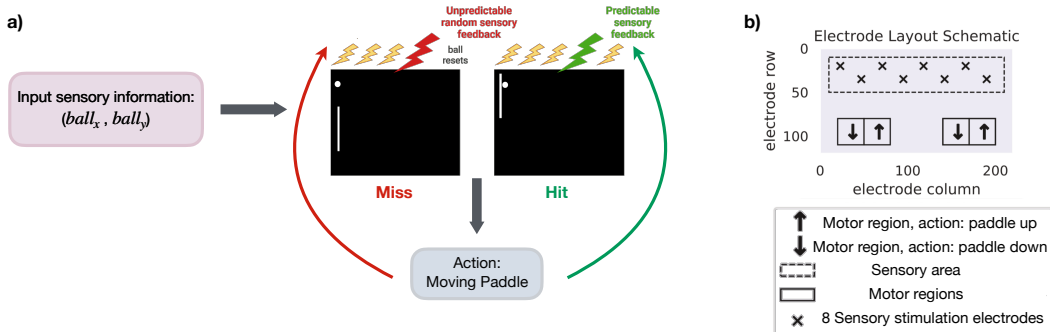 a)
Input sensory information:
(ball_x , ball_y)
Unpredictable
random sensory
feedback
ball
resets
Predictable
sensory
feedback
Miss
Hit
Action:
Moving Paddle
b)
Electrode Layout Schematic
electrode row
0
50
100
0
100
200
electrode column
Motor region, action: paddle up
Motor region, action: paddle down
Sensory area
Motor regions
8 Sensory stimulation electrodes